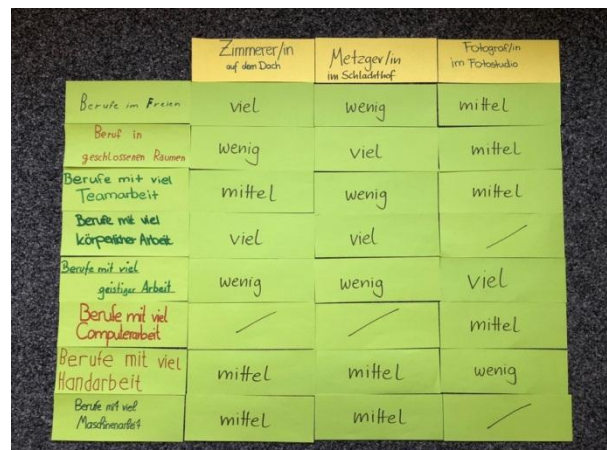 Zimmerer/in
auf dem Dach
Metzger/in
im Schlachthof
Fotograf/in
im Fotostudio
Berufe im Freien
viel
wenig
mittel
Beruf in
geschlossenen Räumen
wenig
viel
mittel
Berufe mit viel
Teamarbeit
mittel
wenig
mittel
Berufe mit viel
körperlicher Arbeit
viel
viel
/
Berufe mit viel
geistiger Arbeit
wenig
wenig
viel
Berufe mit viel
Computerarbeit
/
/
mittel
Berufe mit viel
Handarbeit
mittel
mittel
wenig
Berufe mit viel
Maschinenarbeit
mittel
mittel
/